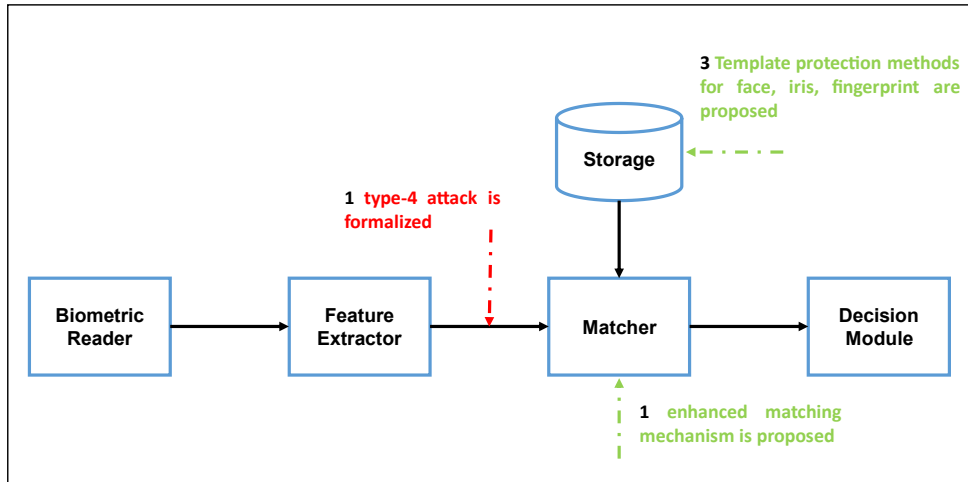 3 Template protection methods
for face, iris, fingerprint are
proposed
Storage
1 type-4 attack is
formalized
Biometric
Reader
Feature
Extractor
Matcher
Decision
Module
1 enhanced matching
mechanism is proposed